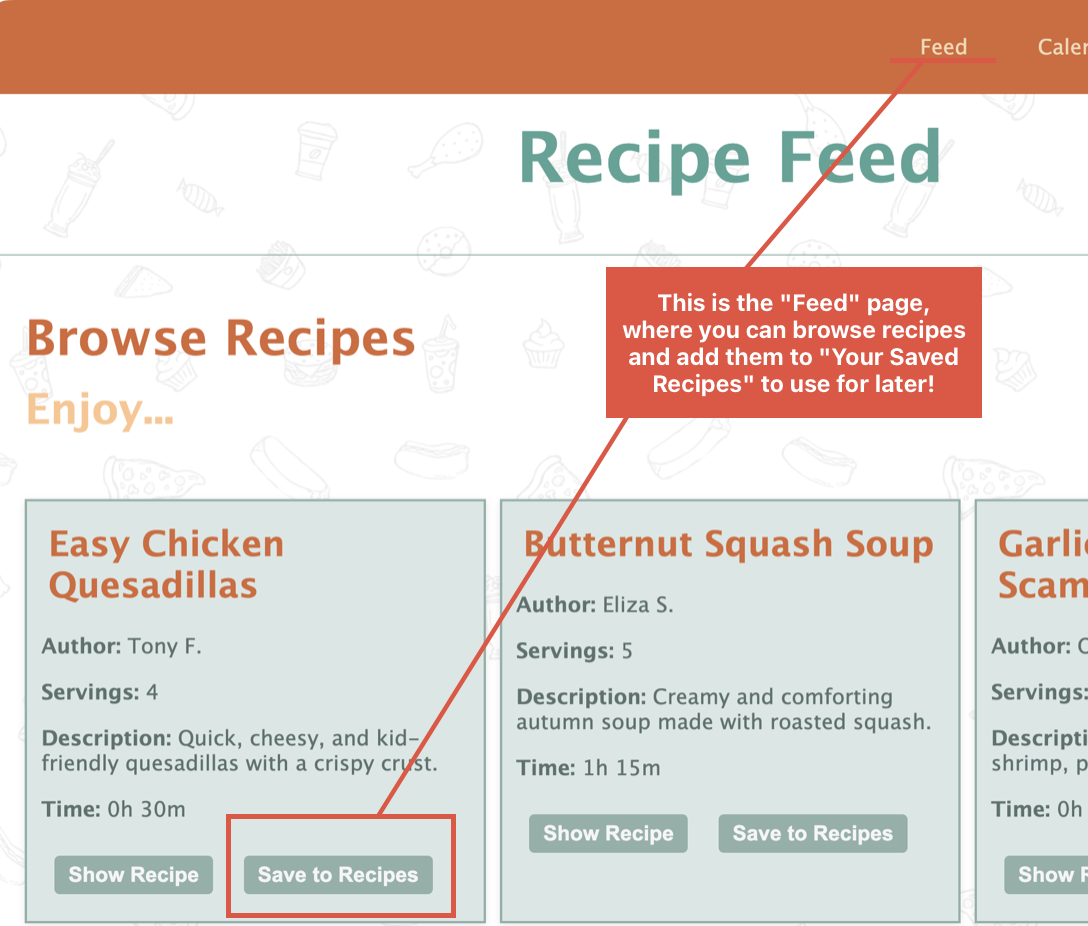 Feed
Recipe Feed
This is the "Feed" page,
where you can browse recipes
and add them to "Your Saved
Recipes" to use for later!
Browse Recipes
Enjoy...
Easy Chicken
Quesadillas
Author: Tony F.
Servings: 4
Description: Quick, cheesy, and kid-
friendly quesadillas with a crispy crust.
Time: 0h 30m
Show Recipe
Save to Recipes
Butternut Squash Soup
Author: Eliza S.
Servings: 5
Description: Creamy and comforting
autumn soup made with roasted squash.
Time: 1h 15m
Show Recipe
Save to Recipes
Author:
Servings:
shrimp,
Time: 0h
Show